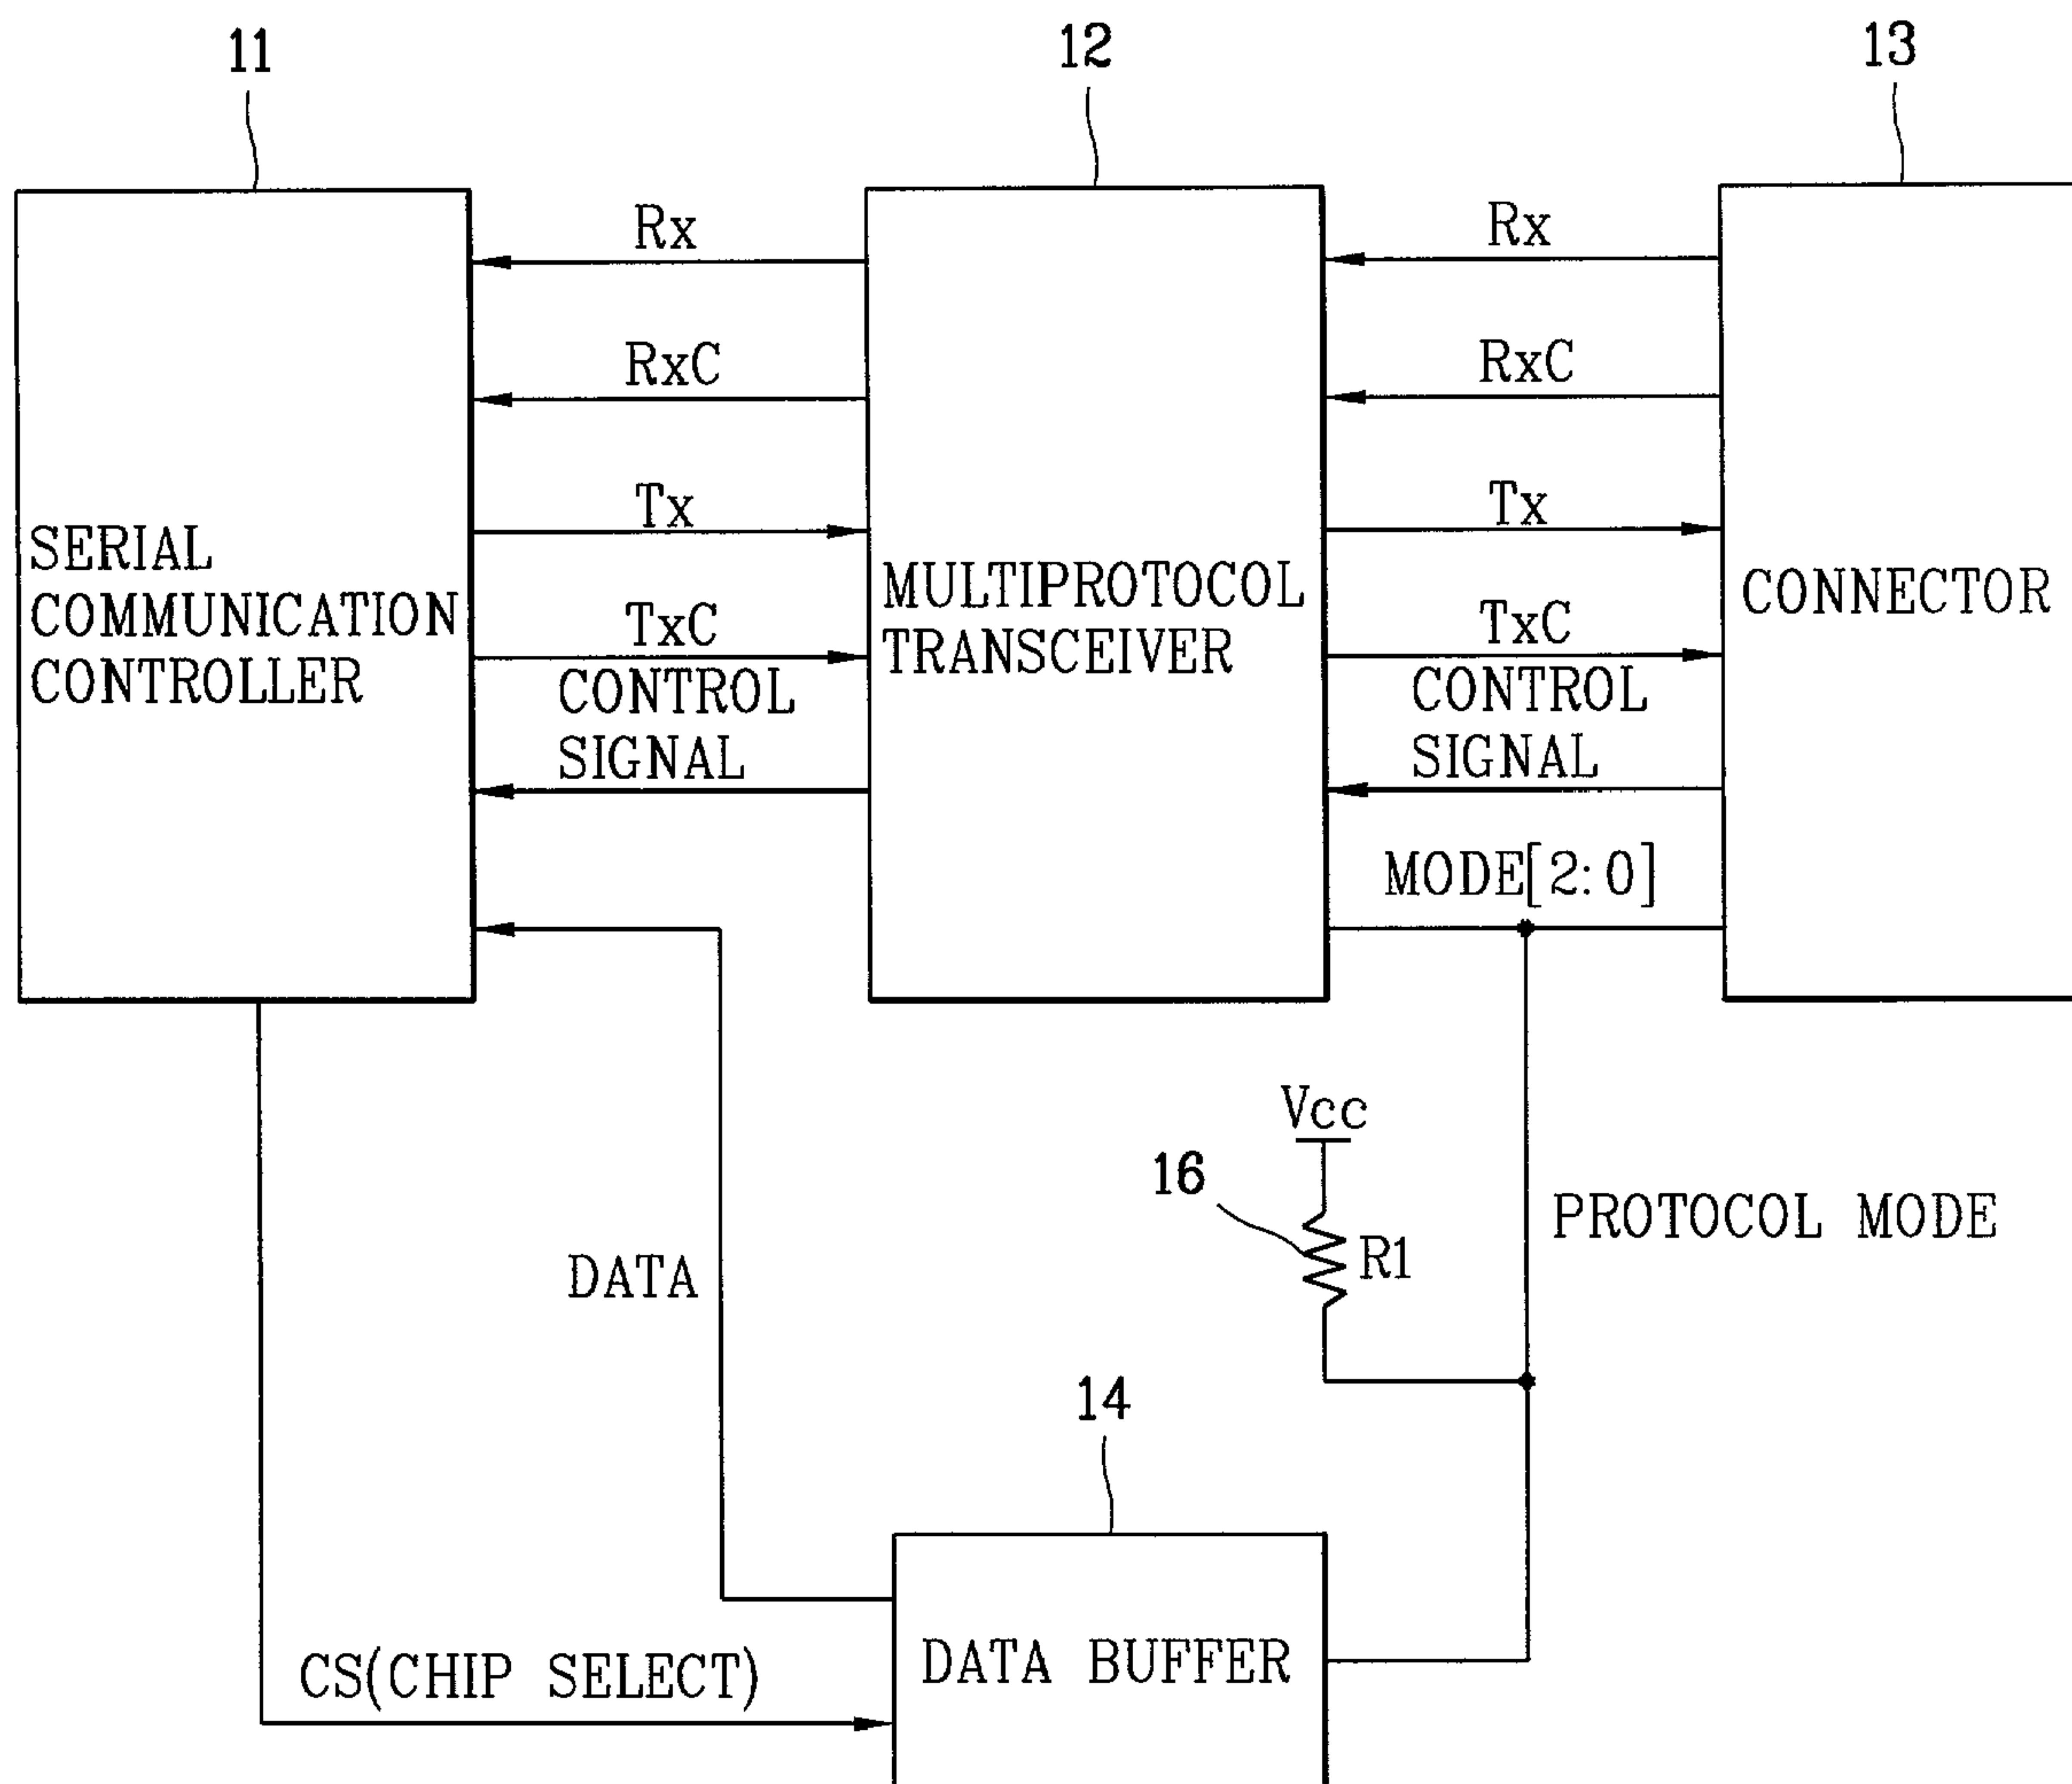 11
12
13
Rx
Rx
RxC
RxC
Tx
Tx
SERIAL
COMMUNICATION
CONTROLLER
MULTIPROTOCOL
TRANSCEIVER
CONNECTOR
TxC
TxC
CONTROL
SIGNAL
CONTROL
SIGNAL
MODE[2:0]
Vcc
16
R1
PROTOCOL MODE
DATA
14
DATA BUFFER
CS(CHIP SELECT)